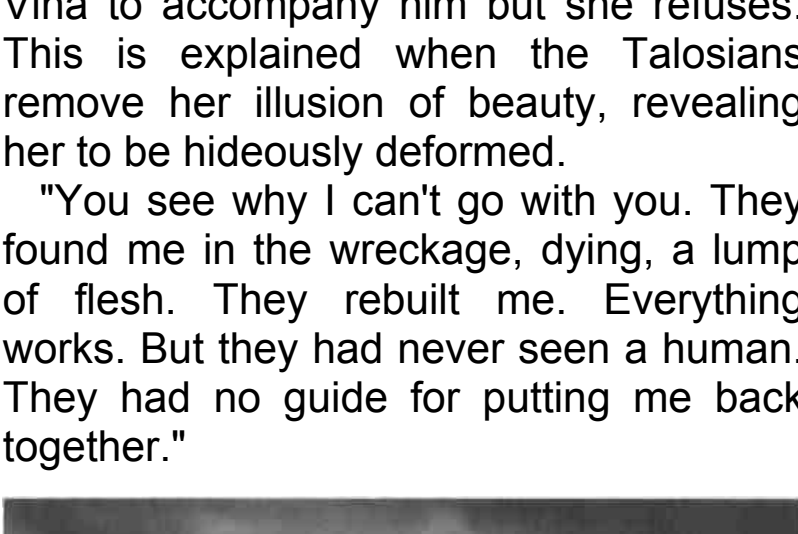 Vina to accompany him but she refuses.
This is explained when the Talosians
remove her illusion of beauty, revealing
her to be hideously deformed.
"You see why I can't go with you. They
found me in the wreckage, dying, a lump
of flesh. They rebuilt me. Everything
works. But they had never seen a human.
They had no guide for putting me back
together."